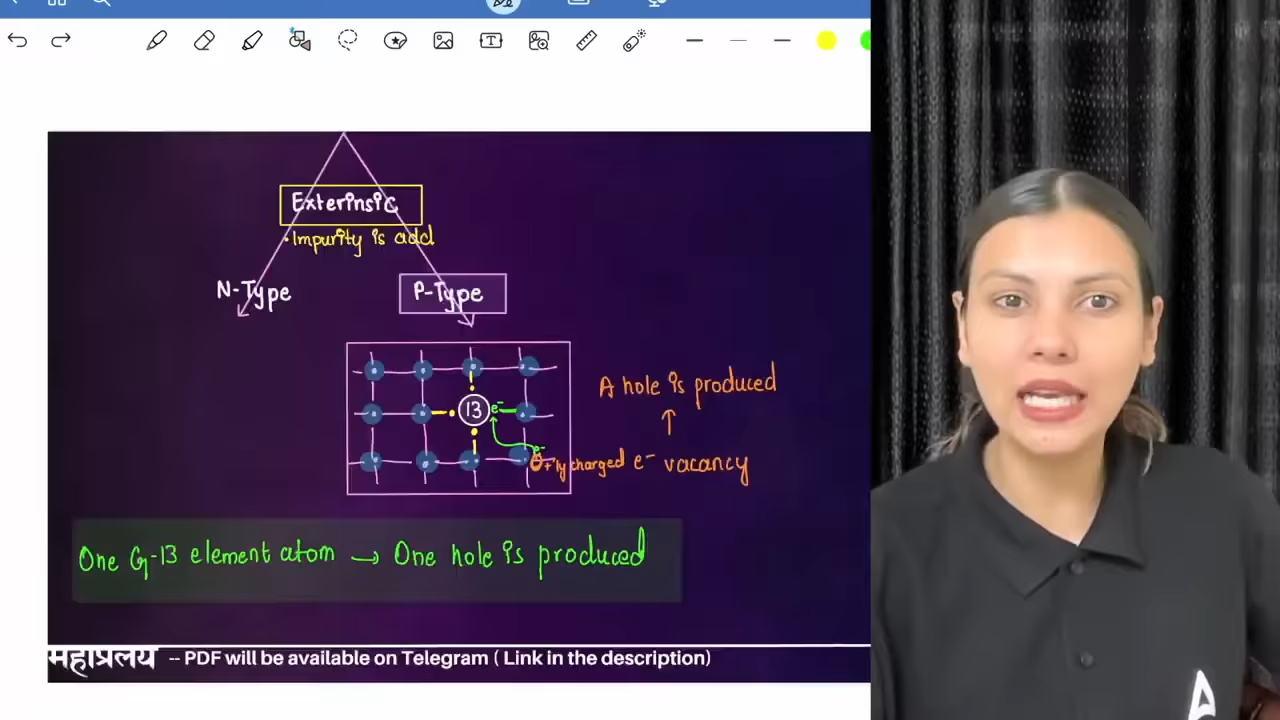 Exterinsic
• Impurity is add
N-Type
P-Type
A hole is produced
13 e-
e-
+'ly charged e- vacancy
One G-13 element atom → One hole is produced
महाप्रलय -- PDF will be available on Telegram ( Link in the description)